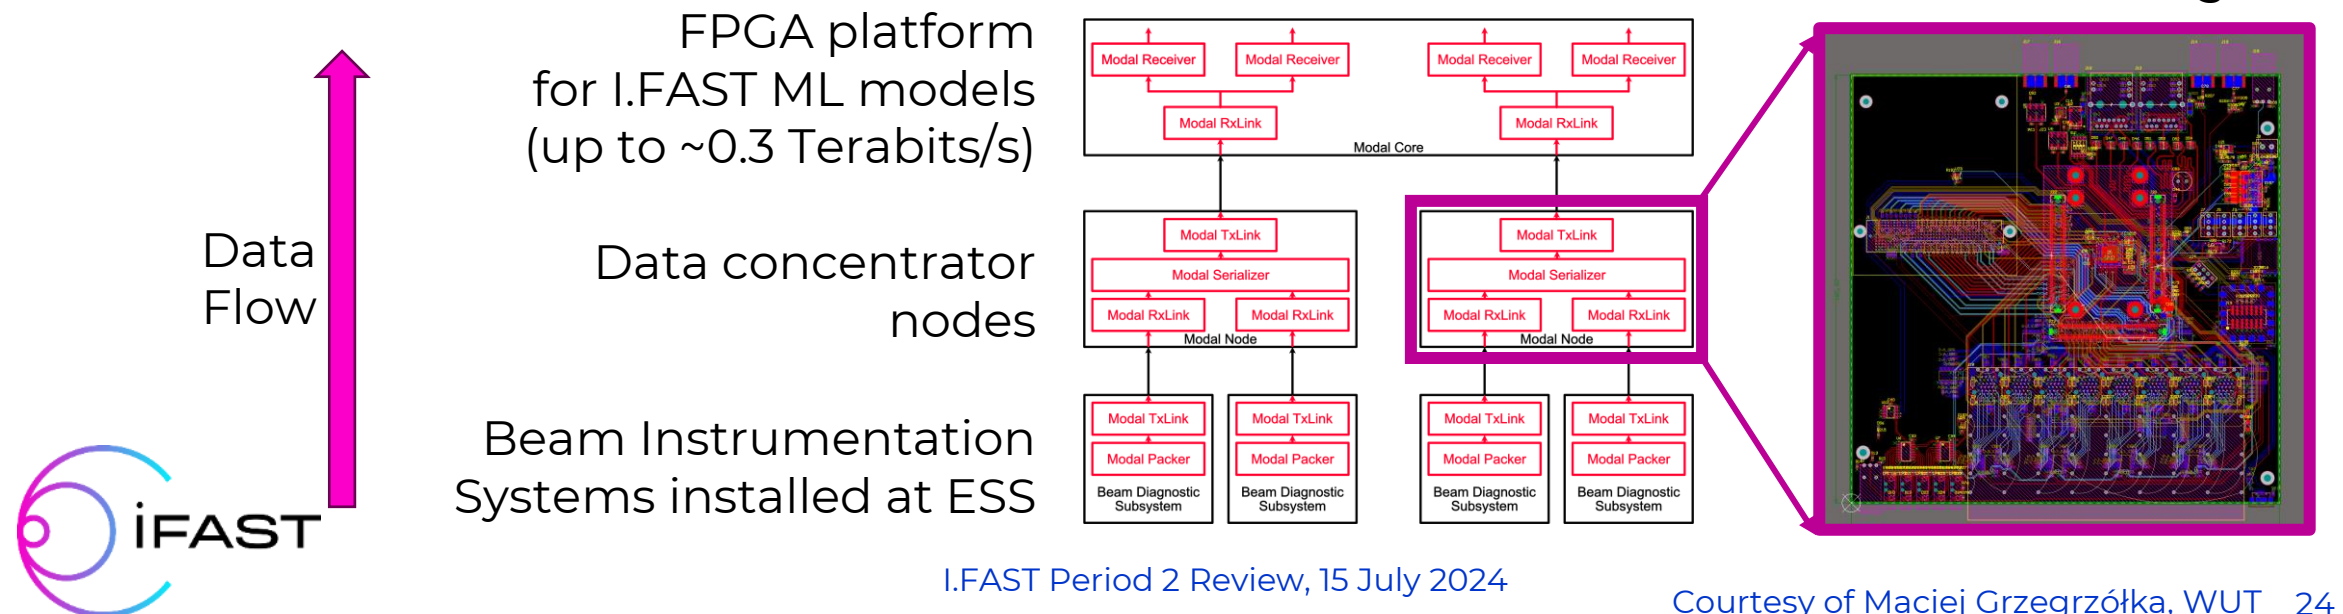 FPGA platform
for I.FAST ML models
(up to ~0.3 Terabits/s)
Data
Flow
Data concentrator
nodes
Beam Instrumentation
Systems installed at ESS
iFAST
Modal Receiver Modal Receiver Modal Receiver Modal Receiver
Modal RxLink Modal RxLink
Modal Core
Modal TxLink Modal TxLink
Modal Serializer Modal Serializer
Modal RxLink Modal RxLink Modal RxLink Modal RxLink
Modal Node Modal Node
Modal TxLink Modal TxLink Modal TxLink Modal TxLink
Modal Packer Modal Packer Modal Packer Modal Packer
Beam Diagnostic Beam Diagnostic Beam Diagnostic Beam Diagnostic
Subsystem Subsystem Subsystem Subsystem
I.FAST Period 2 Review, 15 July 2024
Courtesy of Maciej Grzegrzółka, WUT 24